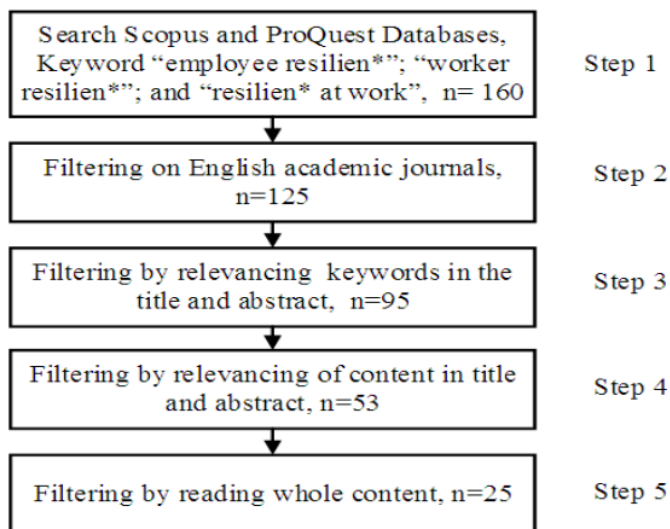 Search Scopus and ProQuest Databases,
Keyword “employee resilien*”; “worker
resilien*”; and “resilien* at work”, n= 160
Step 1
Filtering on English academic journals,
n=125
Step 2
Filtering by relevancing keywords in the
title and abstract, n=95
Step 3
Filtering by relevancing of content in title
and abstract, n=53
Step 4
Filtering by reading whole content, n=25
Step 5